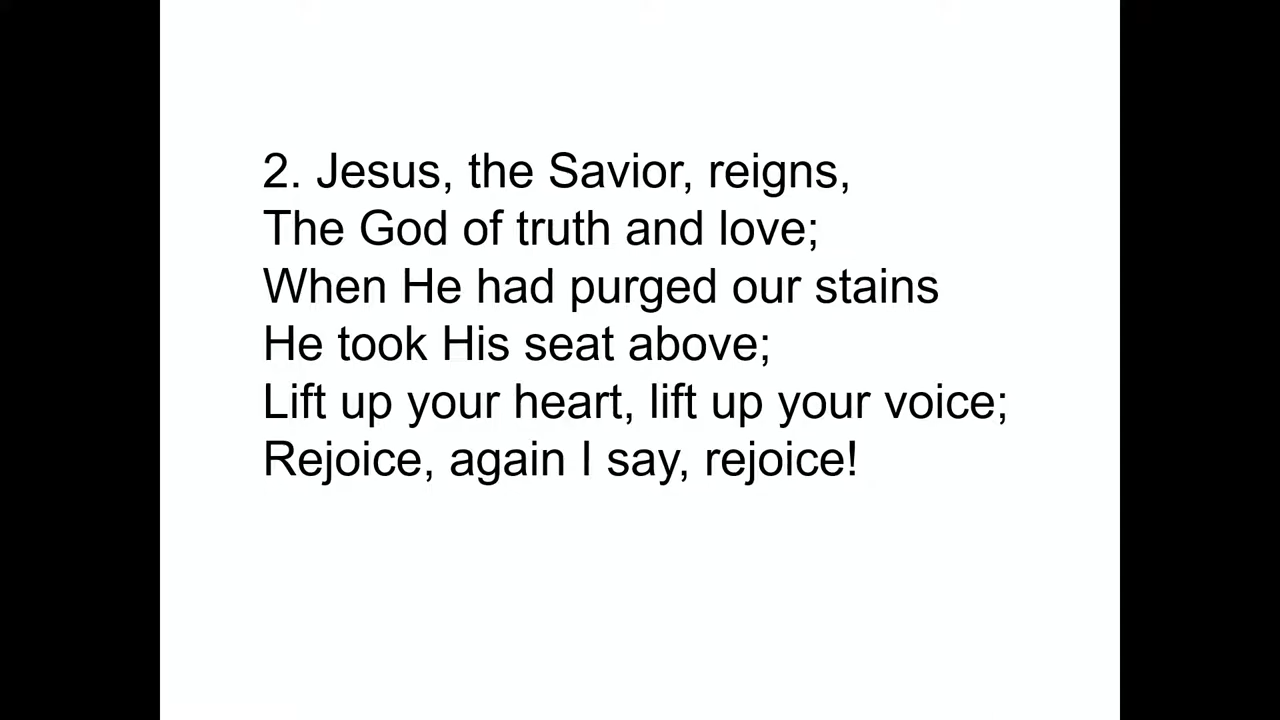 2. Jesus, the Savior, reigns,
The God of truth and love;
When He had purged our stains
He took His seat above;
Lift up your heart, lift up your voice;
Rejoice, again I say, rejoice!